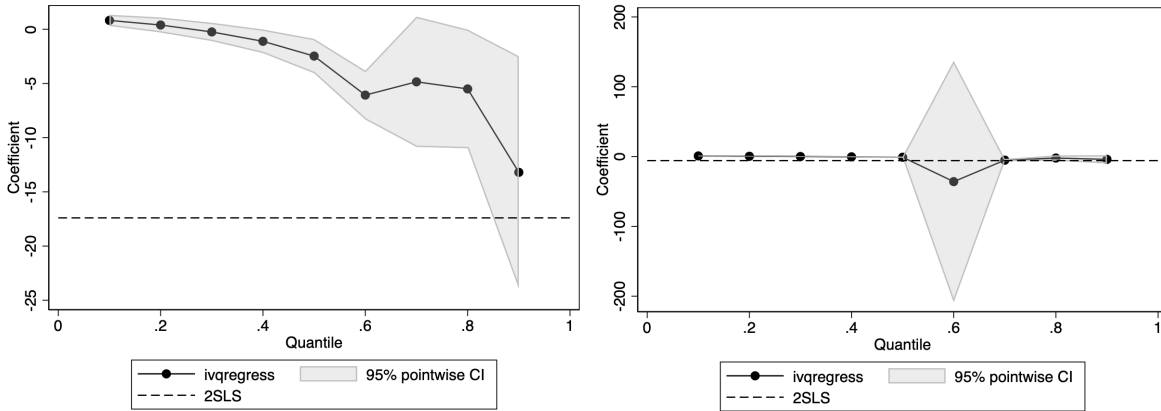 0
-5
-10
-15
-20
-25
Coefficient
0 .2 .4 .6 .8 1
Quantile
ivqregress 95% pointwise CI
2SLS
200
100
0
-100
-200
Coefficient
0 .2 .4 .6 .8 1
Quantile
ivqregress 95% pointwise CI
2SLS